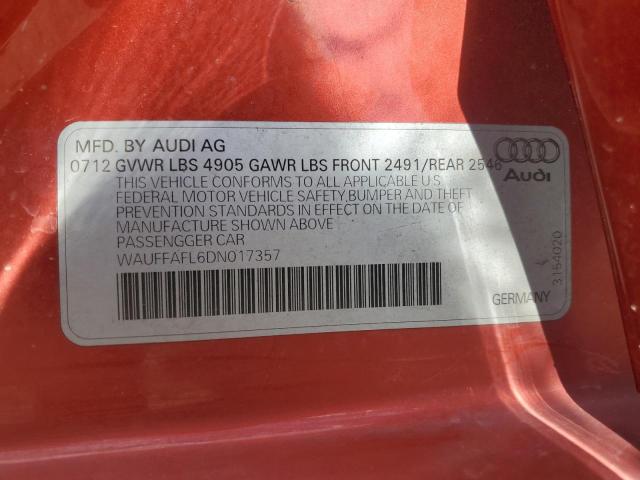 MFD. BY AUDI AG
0712 GVWR LBS 4905 GAWR LBS FRONT 2491/REAR 2546
THIS VEHICLE CONFORMS TO ALL APPLICABLE U S
FEDERAL MOTOR VEHICLE SAFETY,BUMPER AND THEFT
PREVENTION STANDARDS IN EFFECT ON THE DATE OF
MANUFACTURE SHOWN ABOVE
PASSENGGER CAR
WAUFFAFL6DN017357
Audi
3154020
GERMANY